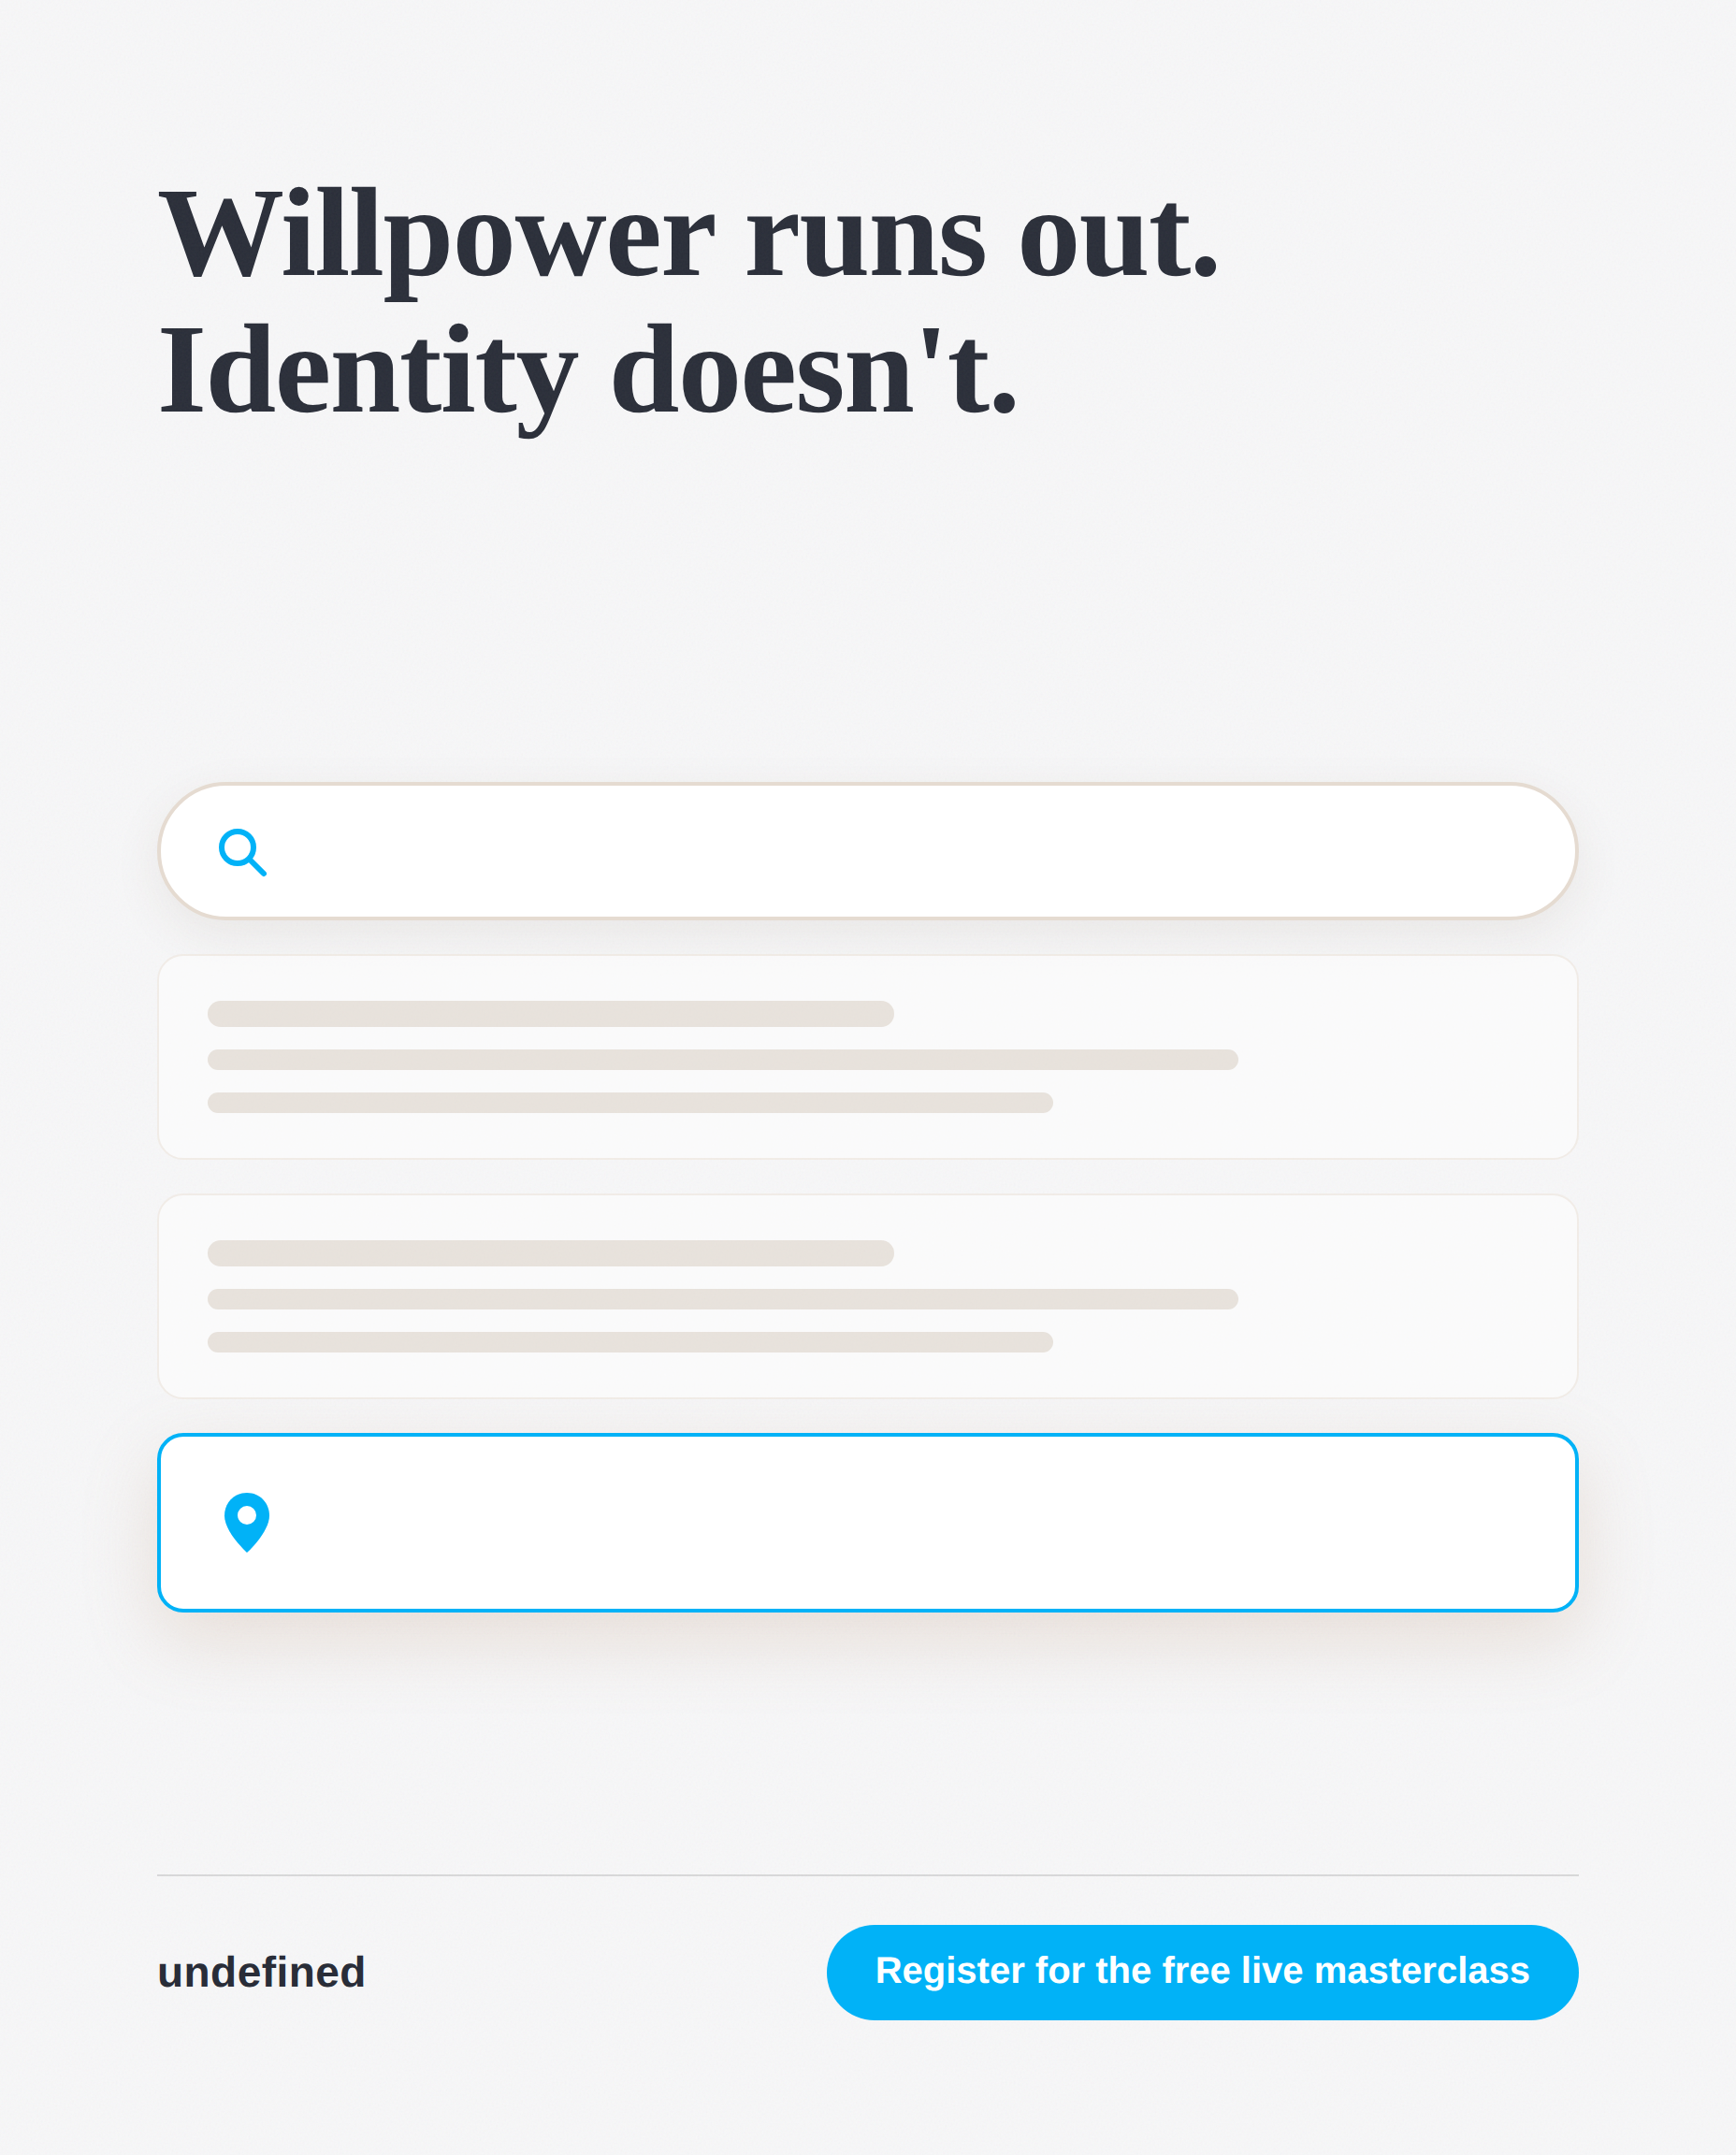 Willpower runs out.
Identity doesn't.
undefined
Register for the free live masterclass